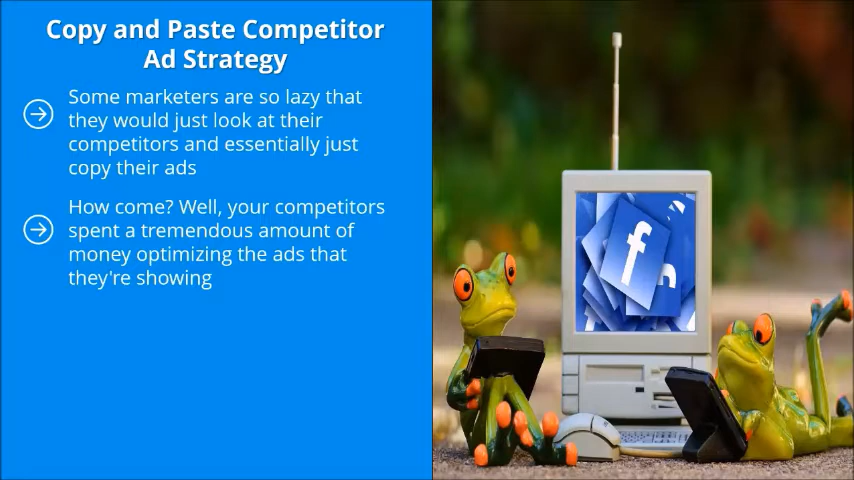 Copy and Paste Competitor
Ad Strategy
Some marketers are so lazy that
they would just look at their
competitors and essentially just
copy their ads
How come? Well, your competitors
spent a tremendous amount of
money optimizing the ads that
they're showing
f